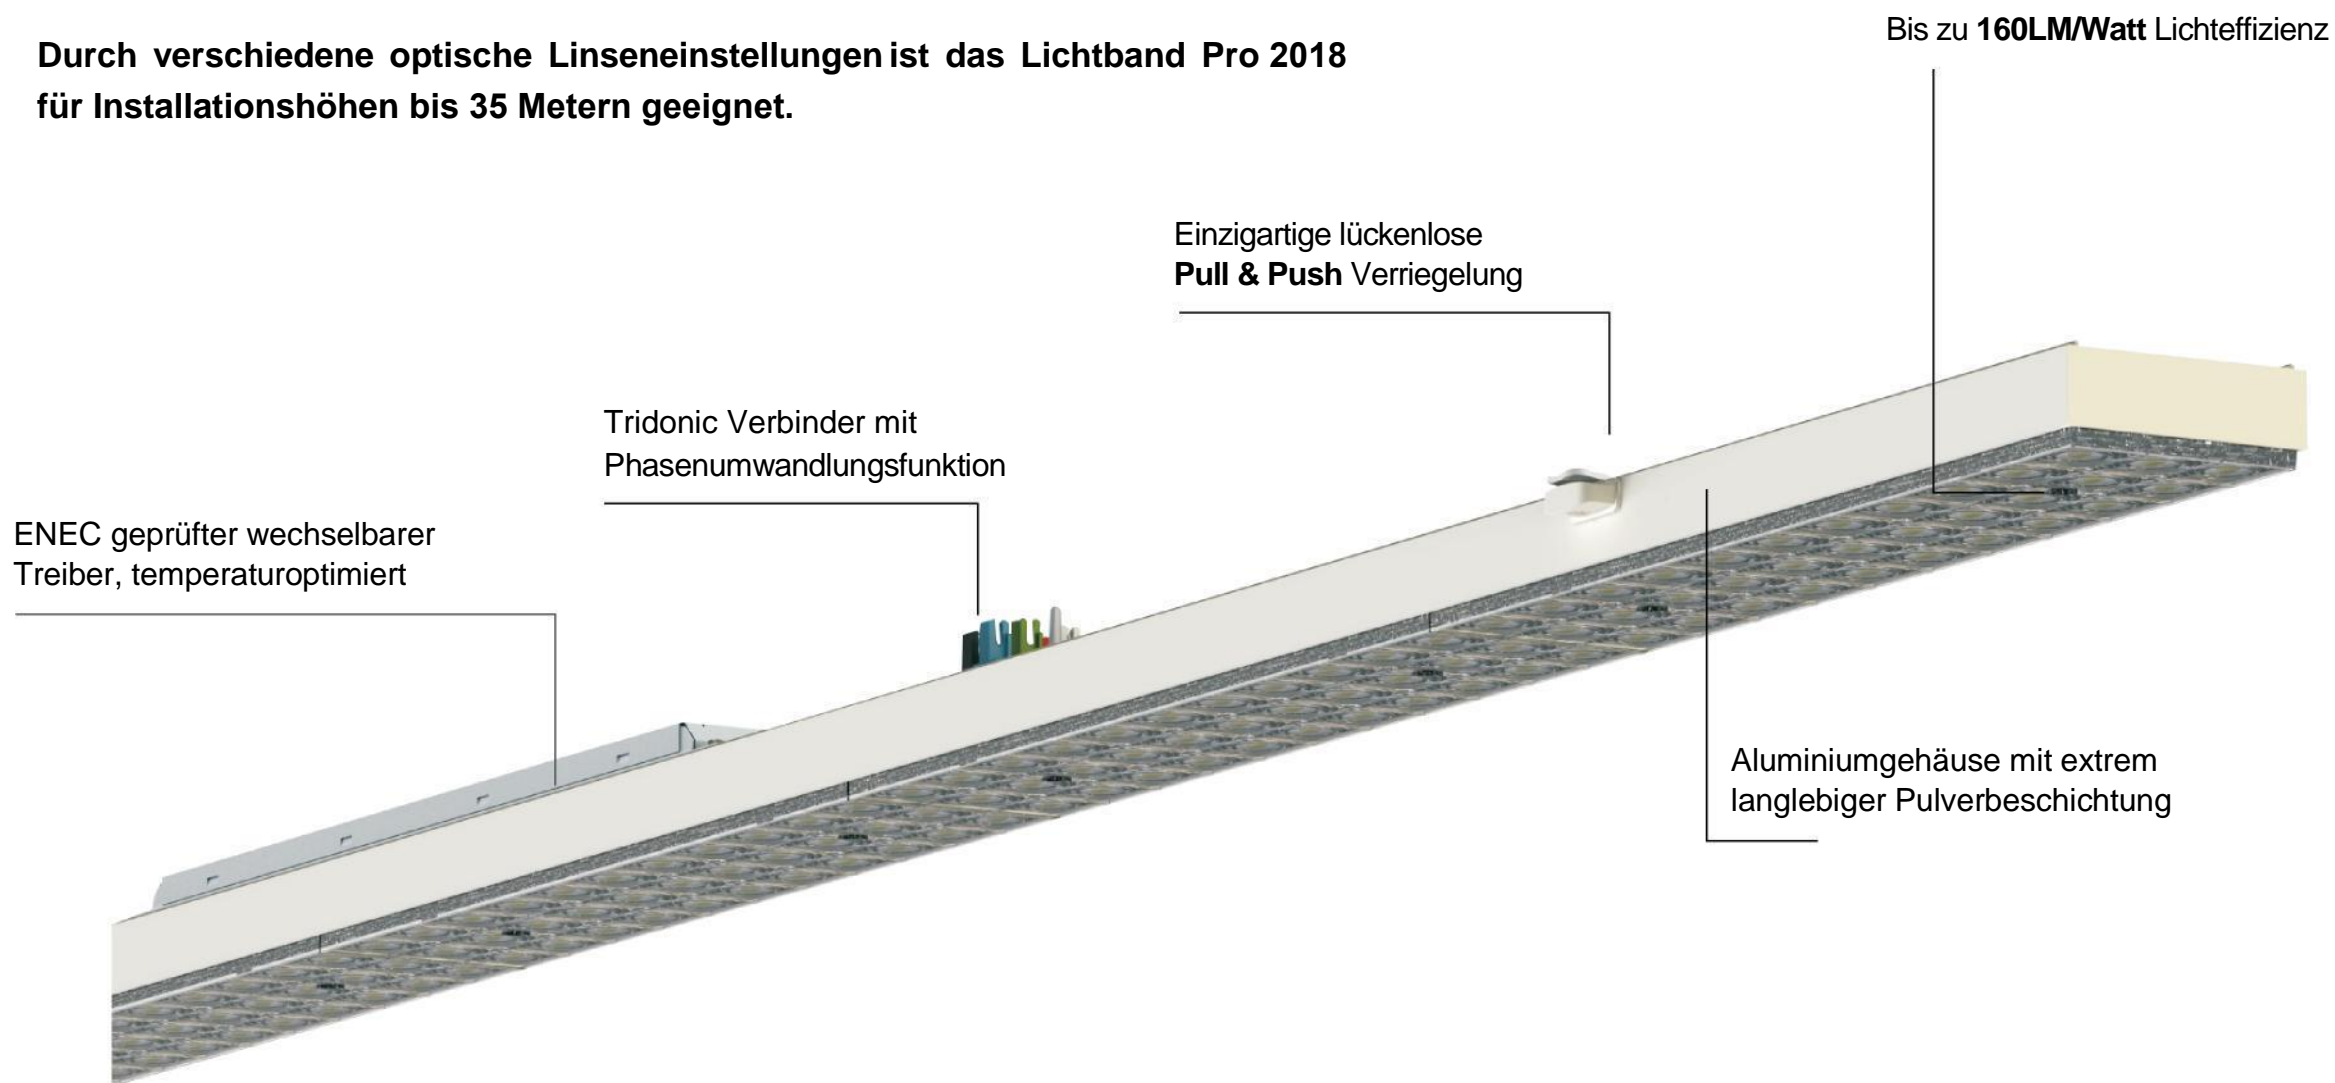 Bis zu 160LM/Watt Lichteffizienz
Durch verschiedene optische Linseneinstellungen ist das Lichtband Pro 2018
für Installationshöhen bis 35 Metern geeignet.
Einzigartige lückenlose
Pull & Push Verriegelung
Tridonic Verbinder mit
Phasenumwandlungsfunktion
ENEC geprüfter wechselbarer
Treiber, temperaturoptimiert
Aluminiumgehäuse mit extrem
langlebiger Pulverbeschichtung